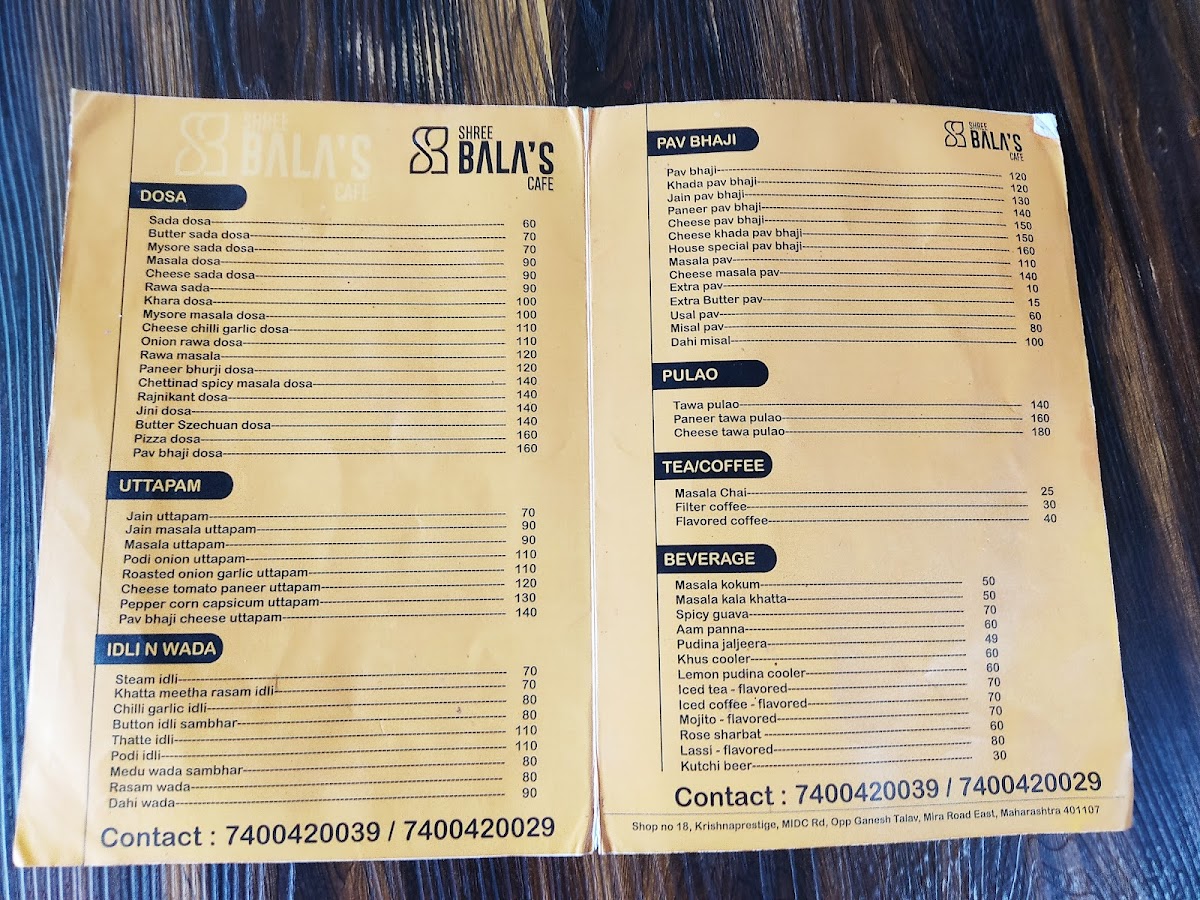 SHREE
BALA'S
CAFE
SHREE
BALA'S
CAFE
DOSA
Sada dosa 60
Butter sada dosa 70
Mysore sada dosa 70
Masala dosa 90
Cheese sada dosa 90
Rawa sada 90
Khara dosa 100
Mysore masala dosa 100
Cheese chilli garlic dosa 110
Onion rawa dosa 110
Rawa masala 120
Paneer bhurji dosa 120
Chettinad spicy masala dosa 140
Rajnikant dosa 140
Jini dosa 140
Butter Szechuan dosa 140
Pizza dosa 160
Pav bhaji dosa 160
UTTAPAM
Jain uttapam 70
Jain masala uttapam 90
Masala uttapam 90
Podi onion uttapam 110
Roasted onion garlic uttapam 110
Cheese tomato paneer uttapam 120
Pepper corn capsicum uttapam 130
Pav bhaji cheese uttapam 140
IDLI N WADA
Steam idli 70
Khatta meetha rasam idli 70
Chilli garlic idli 80
Button idli sambhar 80
Thatte idli 110
Podi idli 110
Medu wada sambhar 80
Rasam wada 80
Dahi wada 90
Contact : 7400420039 / 7400420029
SHREE
BALA'S
CAFE
PAV BHAJI
Pav bhaji 120
Khada pav bhaji 120
Jain pav bhaji 130
Paneer pav bhaji 140
Cheese pav bhaji 150
Cheese khada pav bhaji 150
House special pav bhaji 160
Masala pav 110
Cheese masala pav 140
Extra pav 10
Extra Butter pav 15
Usal pav 60
Misal pav 80
Dahi misal 100
PULAO
Tawa pulao 140
Paneer tawa pulao 160
Cheese tawa pulao 180
TEA/COFFEE
Masala Chai 25
Filter coffee 30
Flavored coffee 40
BEVERAGE
Masala kokum 50
Masala kala khatta 50
Spicy guava 70
Aam panna 60
Pudina jaljeera 49
Khus cooler 60
Lemon pudina cooler 60
Iced tea - flavored 70
Iced coffee - flavored 70
Mojito - flavored 70
Rose sharbat 60
Lassi - flavored 80
Kutchi beer 30
Contact : 7400420039 / 7400420029
Shop no 18, Krishnaprestige, MIDC Rd, Opp Ganesh Talav, Mira Road East, Maharashtra 401107